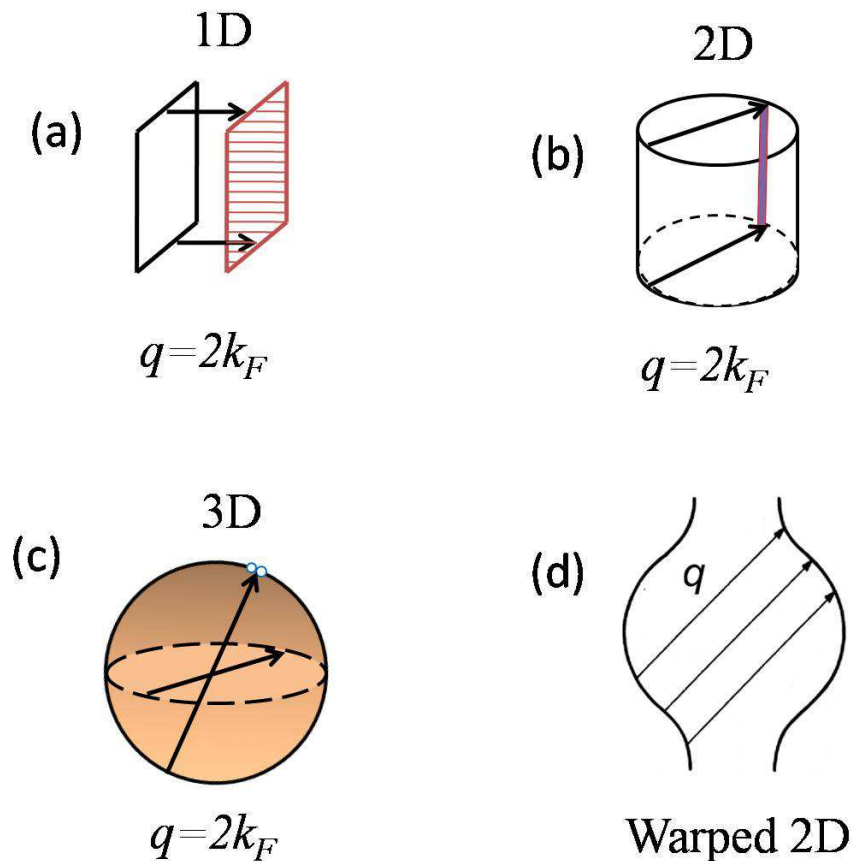 1D
(a)
q=2k_F
2D
(b)
q=2k_F
3D
(c)
q=2k_F
(d)
q
Warped 2D